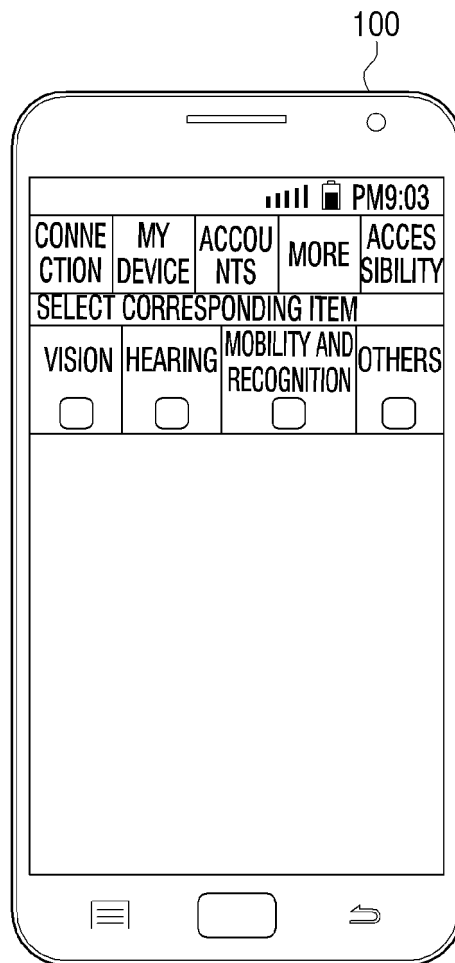 100
PM9:03
CONNE
CTION
MY
DEVICE
ACCOU
NTS
MORE
ACCES
SIBILITY
SELECT CORRESPONDING ITEM
VISION
HEARING
MOBILITY AND
RECOGNITION
OTHERS